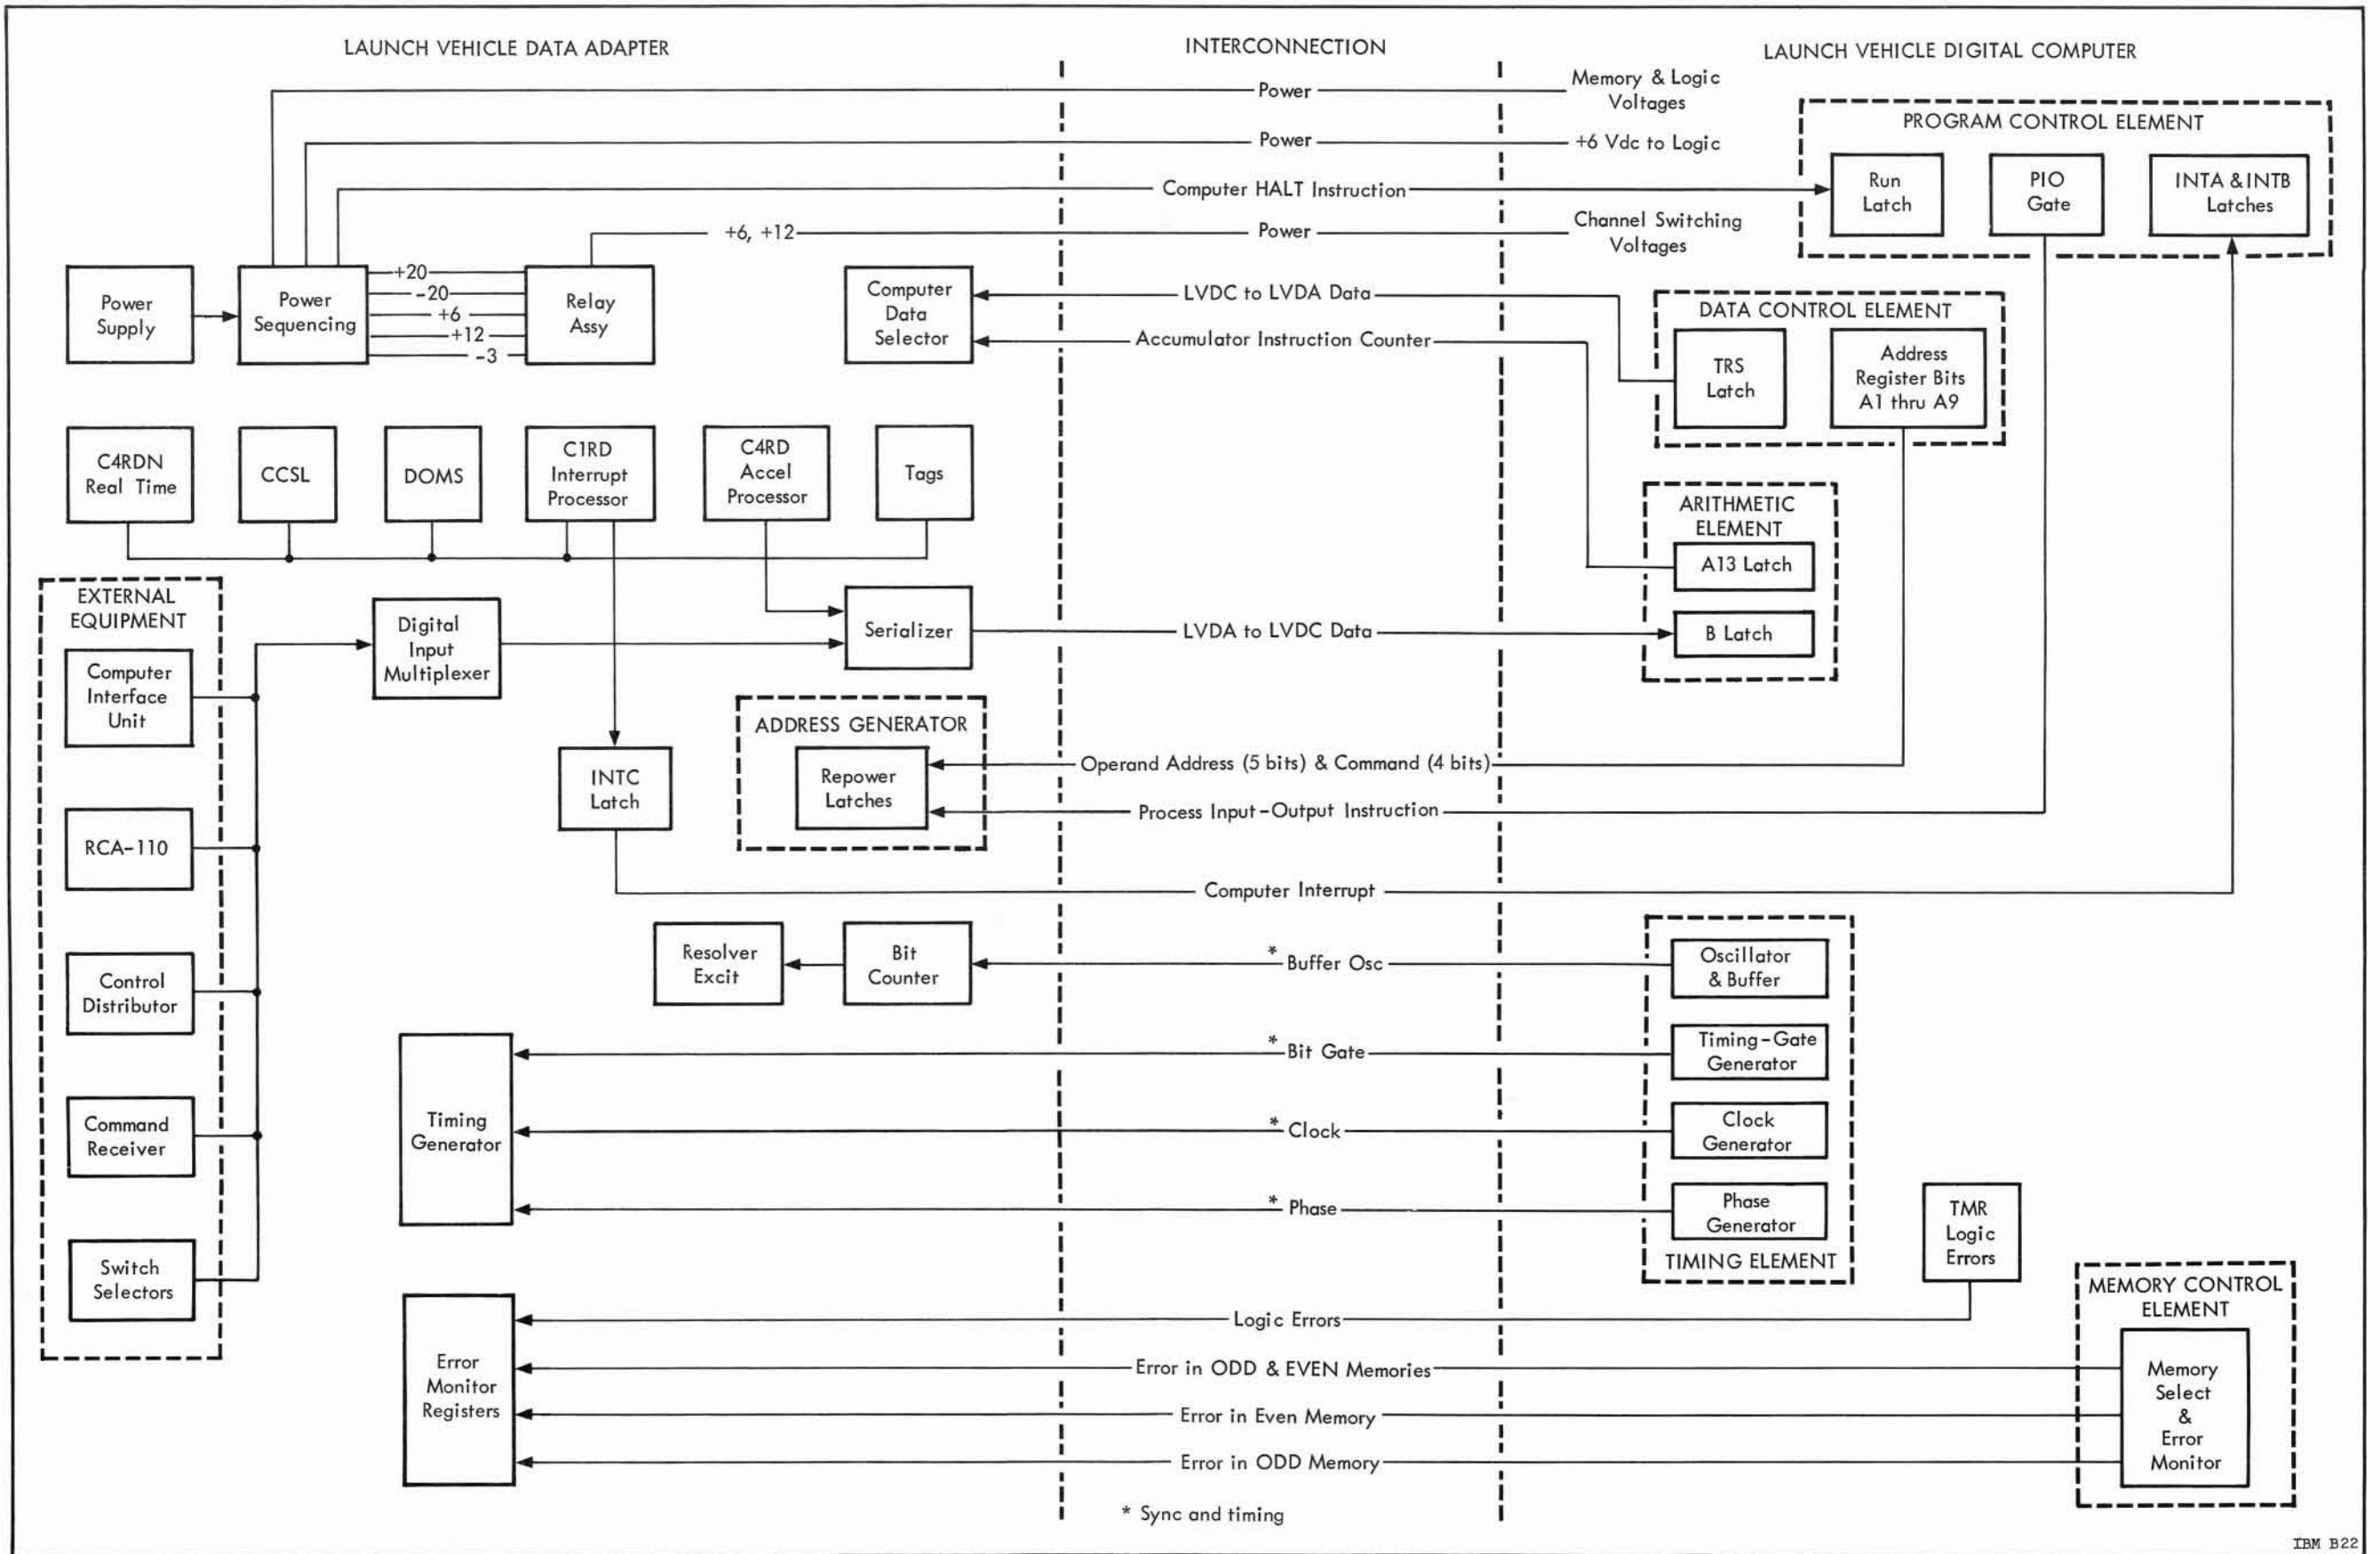 LAUNCH VEHICLE DATA ADAPTER
INTERCONNECTION
LAUNCH VEHICLE DIGITAL COMPUTER
Power
Memory & Logic
Voltages
Power
+6 Vdc to Logic
Computer HALT Instruction
+6, +12
Power
Channel Switching
Voltages
PROGRAM CONTROL ELEMENT
Run
Latch
PIO
Gate
INTA & INTB
Latches
Power
Supply
Power
Sequencing
+20
-20
+6
+12
-3
Relay
Assy
Computer
Data
Selector
LVDC to LVDA Data
Accumulator Instruction Counter
DATA CONTROL ELEMENT
TRS
Latch
Address
Register Bits
A1 thru A9
C4RDN
Real Time
CCSL
DOMS
C1RD
Interrupt
Processor
C4RD
Accel
Processor
Tags
ARITHMETIC
ELEMENT
A13 Latch
B Latch
EXTERNAL
EQUIPMENT
Computer
Interface
Unit
RCA-110
Control
Distributor
Command
Receiver
Switch
Selectors
Digital
Input
Multiplexer
Serializer
LVDA to LVDC Data
INTC
Latch
ADDRESS GENERATOR
Repower
Latches
Operand Address (5 bits) & Command (4 bits)
Process Input-Output Instruction
Computer Interrupt
Resolver
Excit
Bit
Counter
* Buffer Osc
Oscillator
& Buffer
Timing
Generator
* Bit Gate
Timing-Gate
Generator
* Clock
Clock
Generator
* Phase
Phase
Generator
TIMING ELEMENT
TMR
Logic
Errors
Error
Monitor
Registers
Logic Errors
Error in ODD & EVEN Memories
Error in Even Memory
Error in ODD Memory
MEMORY CONTROL
ELEMENT
Memory
Select
&
Error
Monitor
* Sync and timing
IBM B22